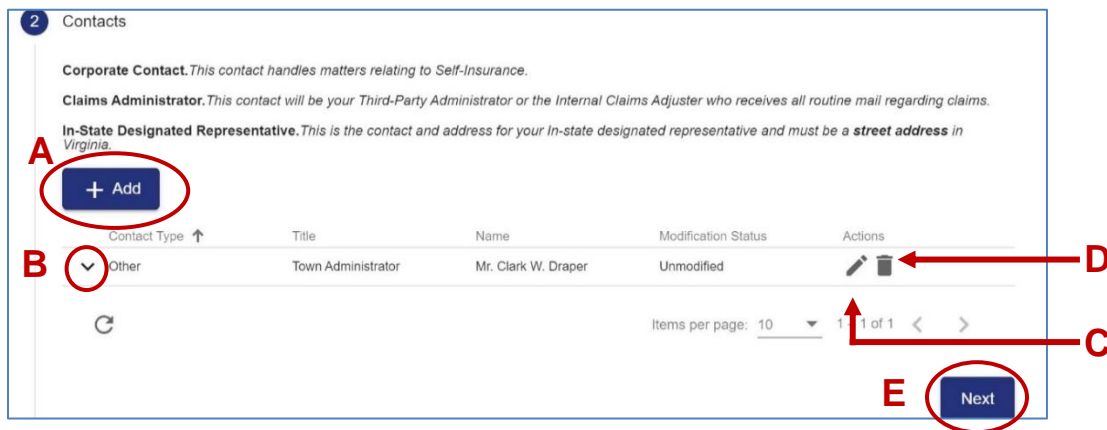 2 Contacts
Corporate Contact. This contact handles matters relating to Self-Insurance.
Claims Administrator. This contact will be your Third-Party Administrator or the Internal Claims Adjuster who receives all routine mail regarding claims.
In-State Designated Representative. This is the contact and address for your In-state designated representative and must be a street address in
Virginia.
A
+ Add
Contact Type ↑ Title Name Modification Status Actions
B Other Town Administrator Mr. Clark W. Draper Unmodified D
Items per page: 10 1 – 1 of 1 < >
C
E Next